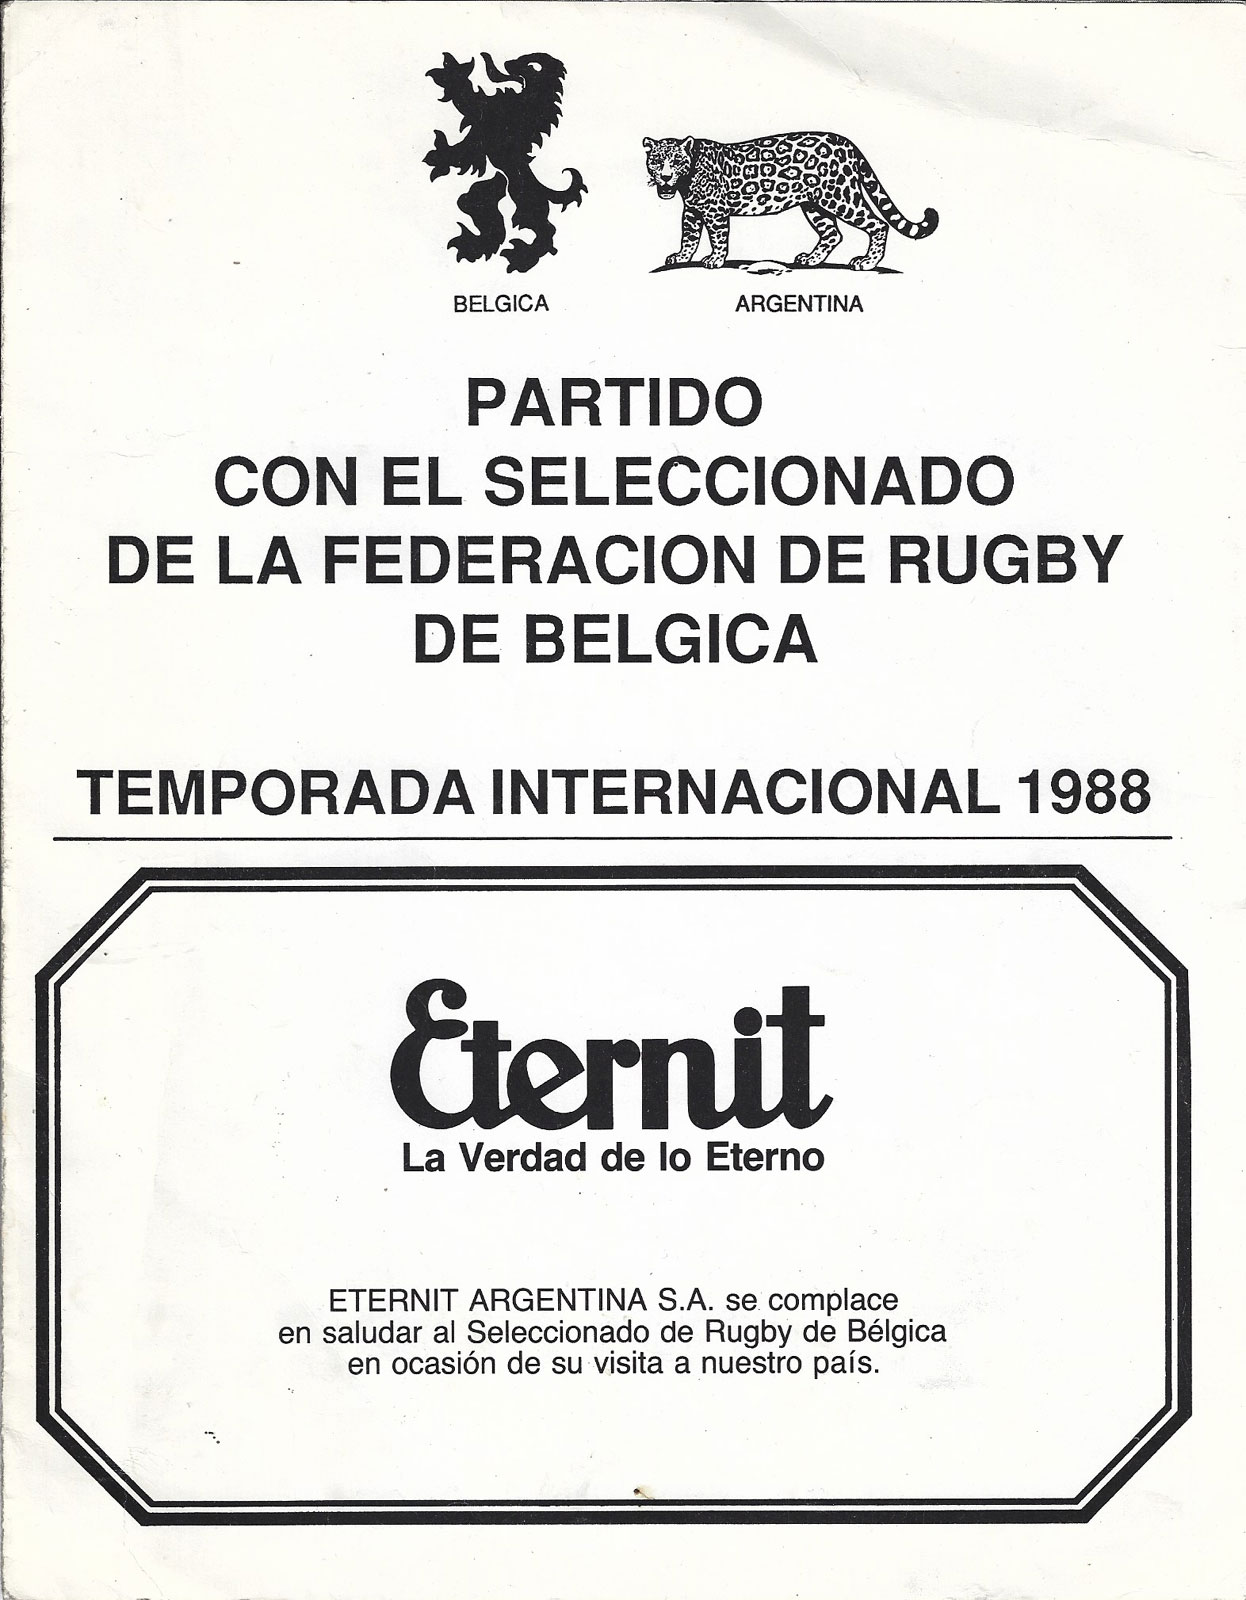 BELGICA
ARGENTINA
PARTIDO
CON EL SELECCIONADO
DE LA FEDERACION DE RUGBY
DE BELGICA
TEMPORADA INTERNACIONAL 1988
Eternit
La Verdad de lo Eterno
ETERNIT ARGENTINA S.A. se complace
en saludar al Seleccionado de Rugby de Bélgica
en ocasión de su visita a nuestro país.